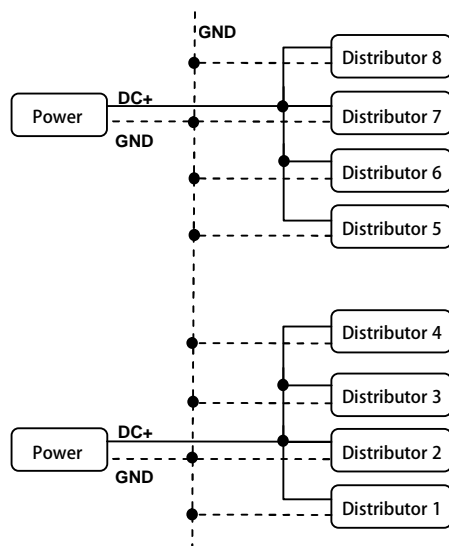 GND
Distributor 8
DC+
Power
Distributor 7
GND
Distributor 6
Distributor 5
Distributor 4
Distributor 3
DC+
Power
Distributor 2
GND
Distributor 1